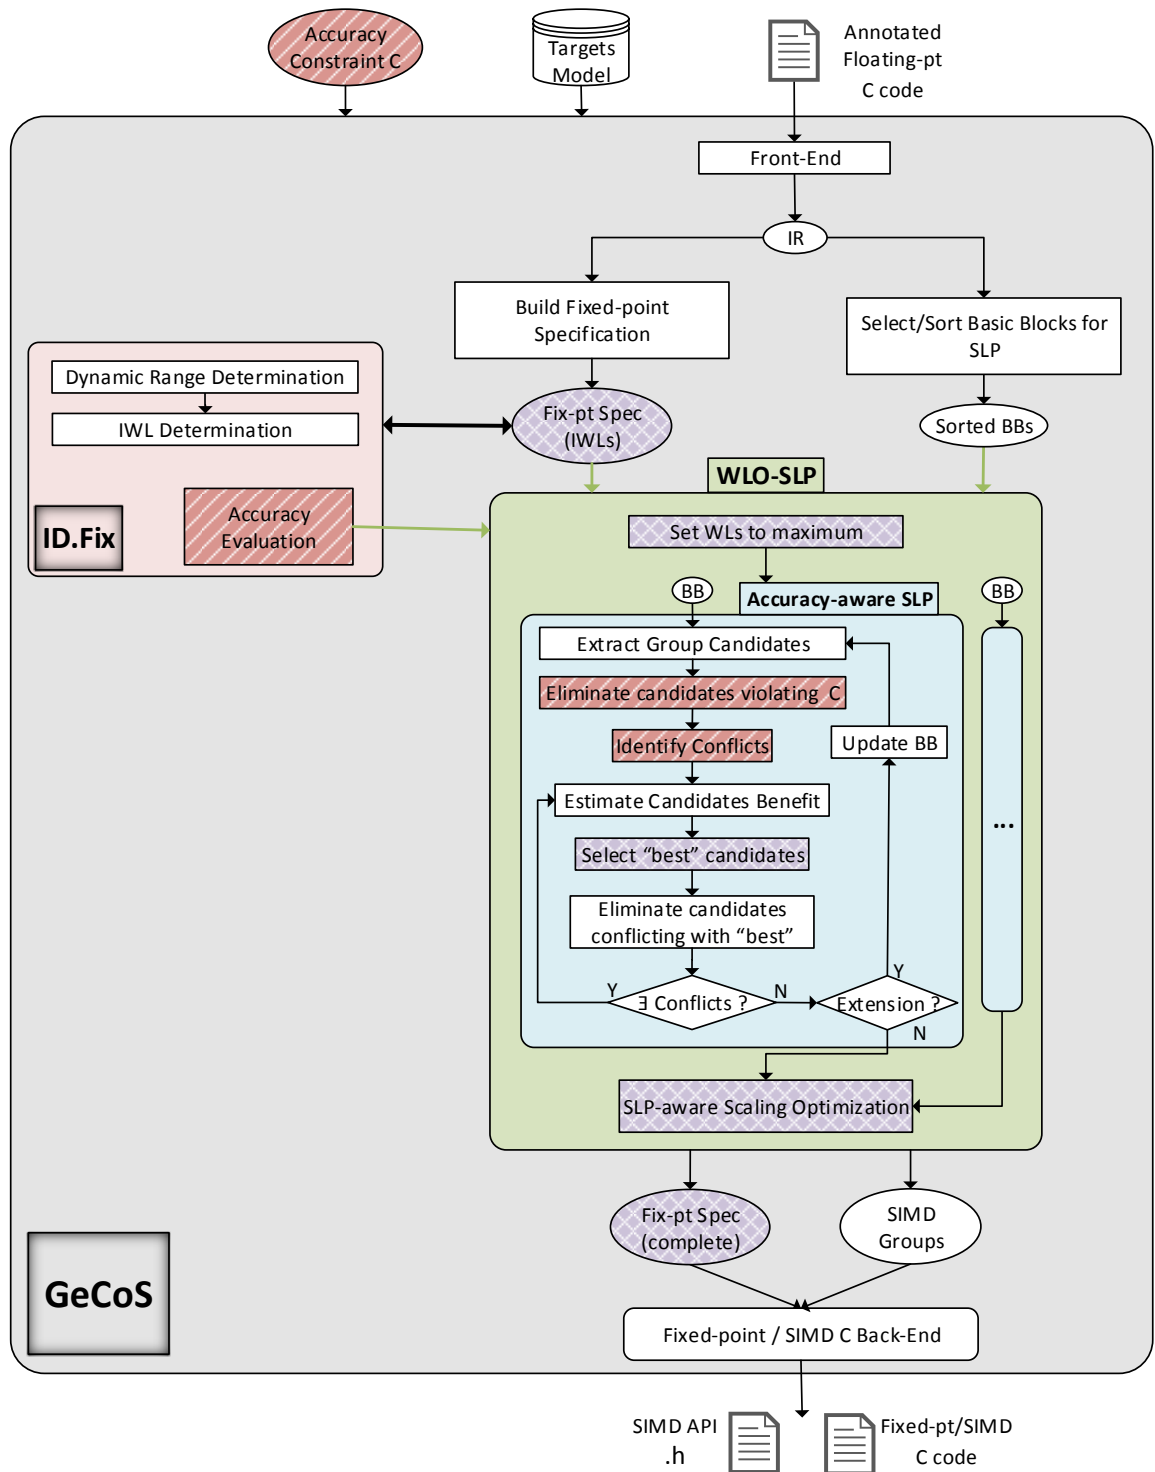 Accuracy
Constraint C
Targets
Model
Annotated
Floating-pt
C code
Front-End
IR
Build Fixed-point
Specification
Select/Sort Basic Blocks for
SLP
Dynamic Range Determination
IWL Determination
Fix-pt Spec
(IWLs)
Sorted BBs
WLO-SLP
Accuracy
Evaluation
ID.Fix
Set WLs to maximum
BB
Accuracy-aware SLP
BB
Extract Group Candidates
Eliminate candidates violating C
Identify Conflicts
Update BB
Estimate Candidates Benefit
...
Select “best” candidates
Eliminate candidates
conflicting with “best”
Y
∃ Conflicts ?
N
Y
Extension ?
N
SLP-aware Scaling Optimization
Fix-pt Spec
(complete)
SIMD
Groups
GeCoS
Fixed-point / SIMD C Back-End
SIMD API
.h
Fixed-pt/SIMD
C code